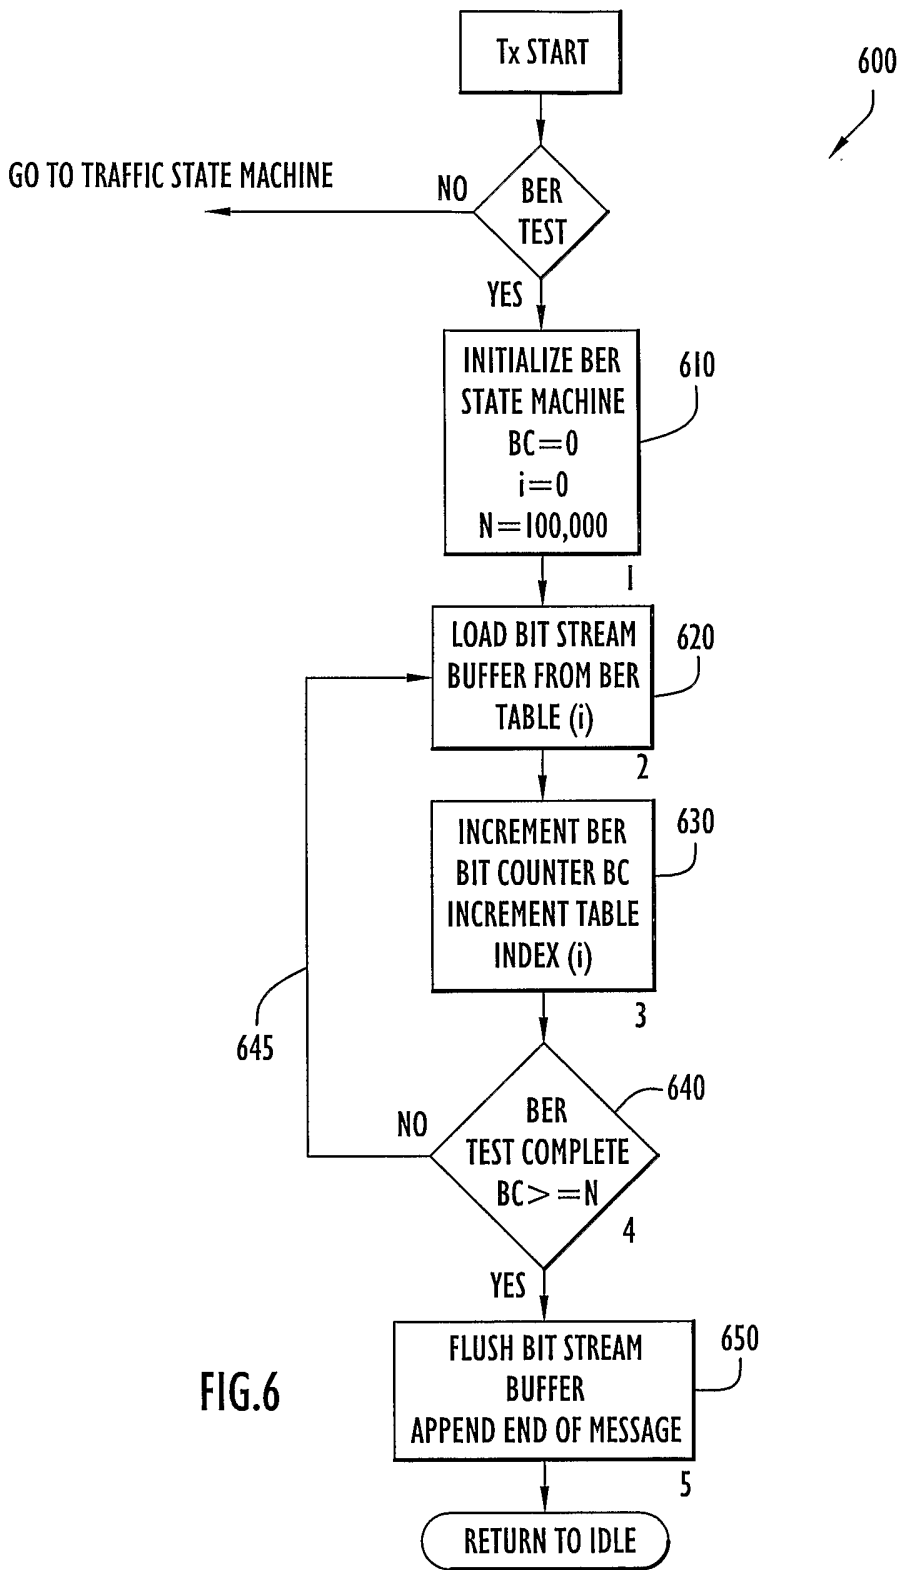 Tx START
600
GO TO TRAFFIC STATE MACHINE
NO
BER
TEST
YES
INITIALIZE BER
STATE MACHINE
BC=0
i=0
N=100,000
610
1
LOAD BIT STREAM
BUFFER FROM BER
TABLE (i)
620
2
INCREMENT BER
BIT COUNTER BC
INCREMENT TABLE
INDEX (i)
630
3
645
BER
TEST COMPLETE
BC>=N
640
NO
4
YES
FLUSH BIT STREAM
BUFFER
APPEND END OF MESSAGE
650
5
FIG.6
RETURN TO IDLE